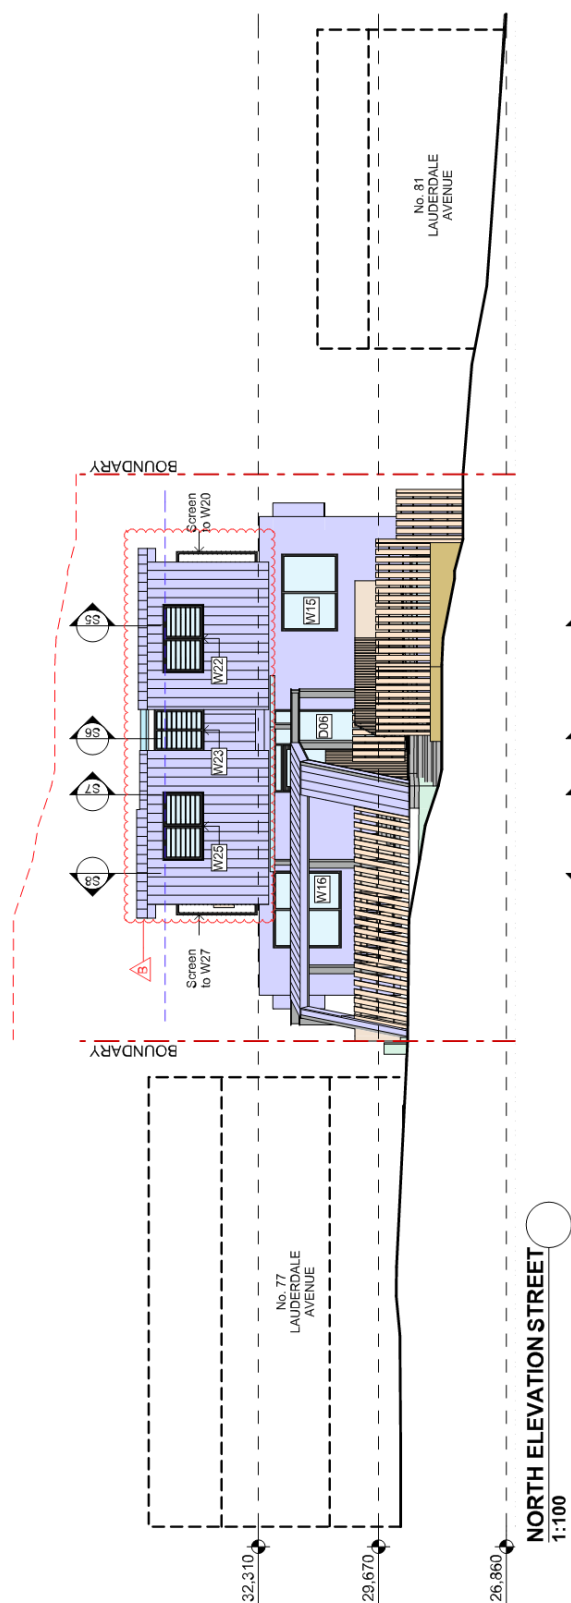 BOUNDARY
BOUNDARY
S8
S7
S6
S5
B
Screen
to W27
Screen
to W20
W25
W23
W22
W16
D06
W15
No. 77
LAUDERDALE
AVENUE
No. 81
LAUDERDALE
AVENUE
32,310
29,670
26,860
NORTH ELEVATION STREET
1:100